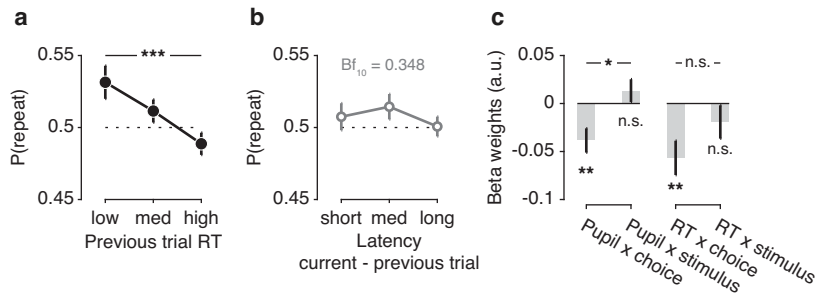 a
0.55
***
P(repeat)
0.5
0.45
low med high
Previous trial RT
b
0.55
Bf10 = 0.348
P(repeat)
0.5
0.45
short med long
Latency
current - previous trial
c
0.05
*
n.s.
Beta weights (a.u.)
0
n.s.
n.s.
-0.05
**
**
-0.1
Pupil x choice
Pupil x stimulus
RT x choice
RT x stimulus